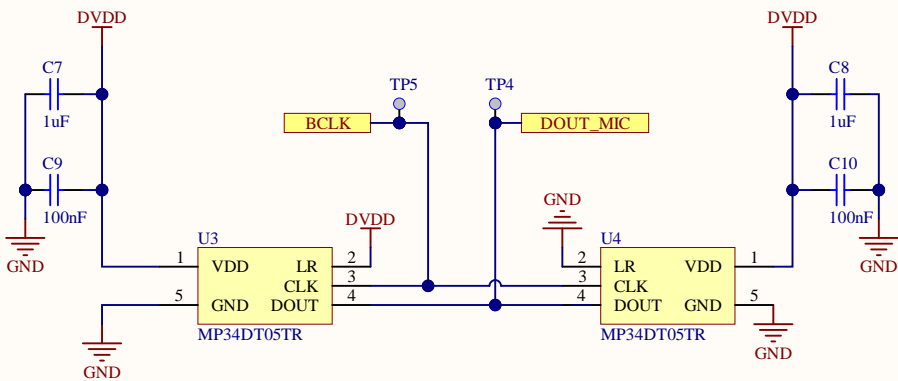 DVDD
DVDD
C7
1uF
TP5
TP4
C8
1uF
BCLK
DOUT_MIC
C9
100nF
C10
100nF
GND
DVDD
GND
GND
U3
U4
1
VDD
LR
2
2
LR
VDD
1
CLK
3
3
CLK
5
GND
DOUT
4
4
DOUT
GND
5
MP34DT05TR
MP34DT05TR
GND
GND